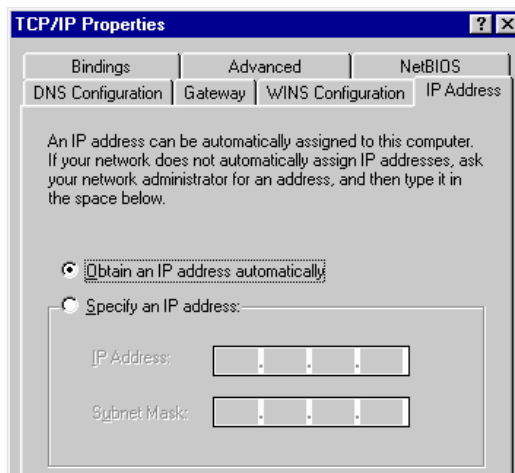 TCP/IP Properties
Bindings Advanced NetBIOS
DNS Configuration Gateway WINS Configuration IP Address
An IP address can be automatically assigned to this computer.
If your network does not automatically assign IP addresses, ask
your network administrator for an address, and then type it in
the space below.
Obtain an IP address automatically
Specify an IP address:
IP Address:
Subnet Mask: